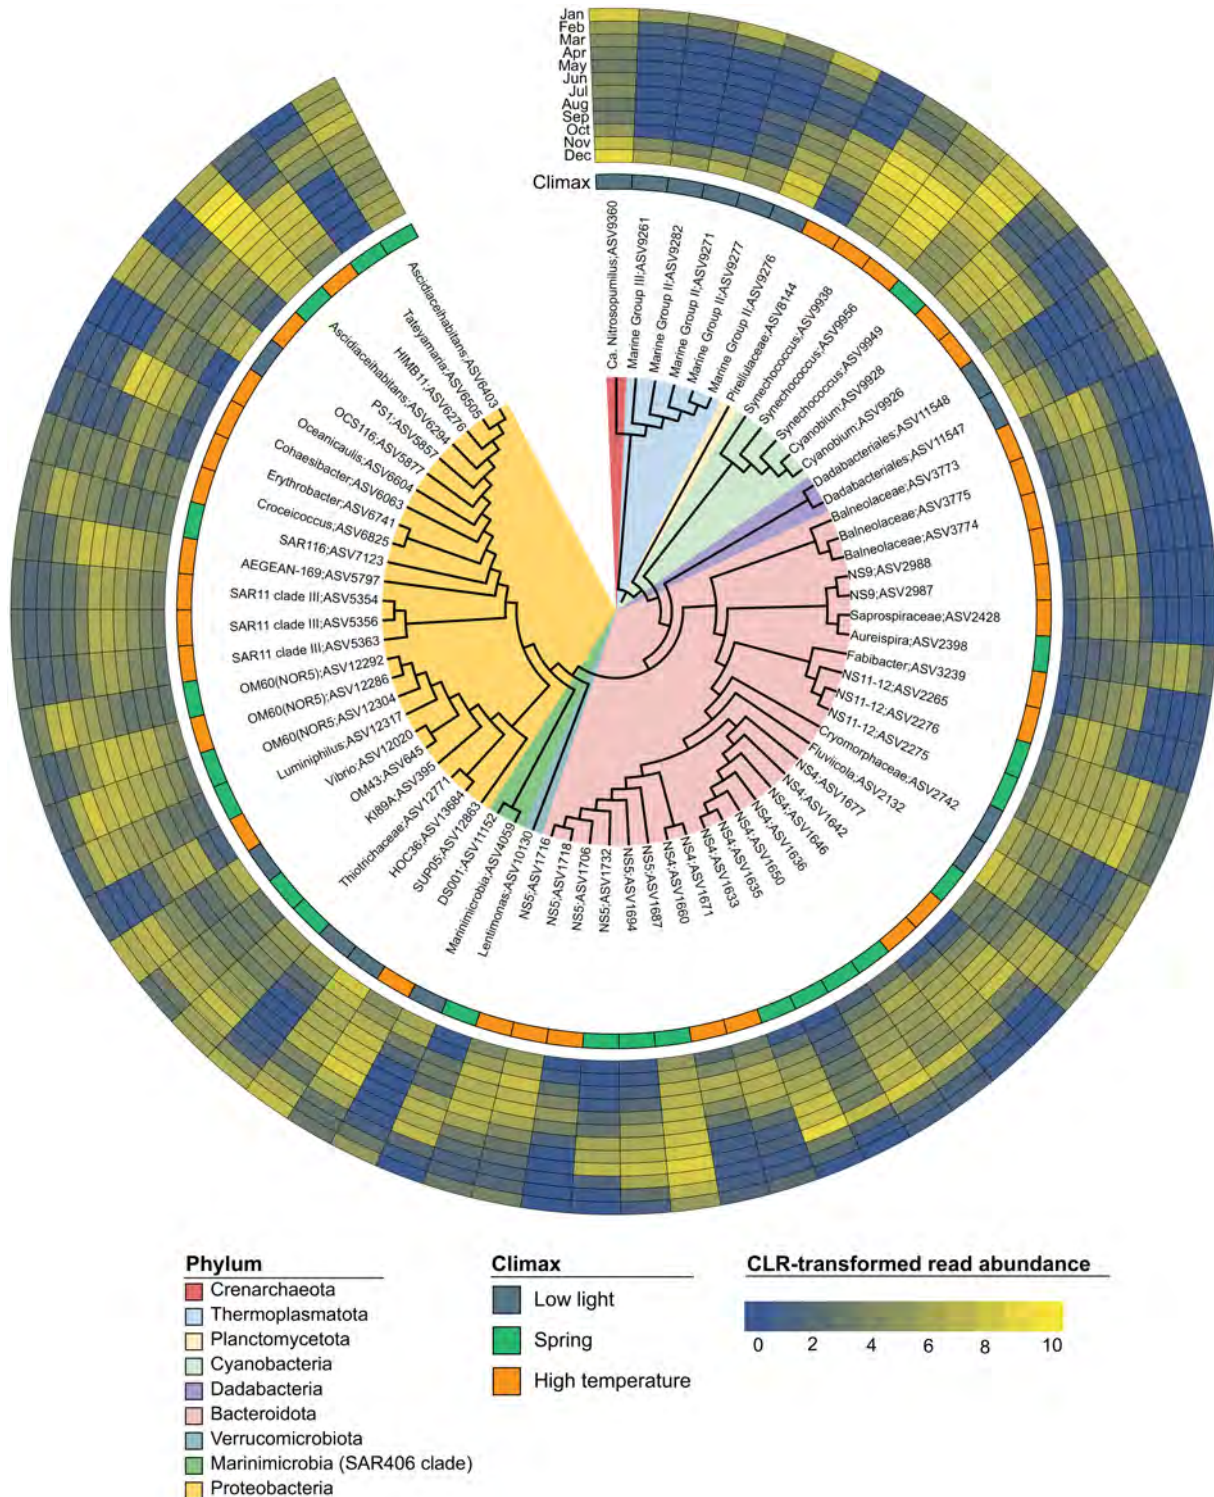 Jan
Feb
Mar
Apr
May
Jun
Jul
Aug
Sep
Oct
Nov
Dec
Climax
Ca. Nitrosopumilus;ASV9360
Marine Group III;ASV9261
Marine Group II;ASV9282
Marine Group II;ASV9271
Marine Group II;ASV9277
Marine Group II;ASV9276
Pirellulaceae;ASV8144
Synechococcus;ASV9938
Synechococcus;ASV9956
Synechococcus;ASV9949
Cyanobium;ASV9928
Cyanobium;ASV9926
Dadabacteriales;ASV11548
Dadabacteriales;ASV11547
Balneolaceae;ASV3773
Balneolaceae;ASV3775
Balneolaceae;ASV3774
NS9;ASV2988
NS9;ASV2987
Saprospiraceae;ASV2428
Aureispira;ASV2398
Fabibacter;ASV3239
NS11-12;ASV2265
NS11-12;ASV2276
NS11-12;ASV2275
Cryomorphaceae;ASV2742
Fluviicola;ASV2132
NS4;ASV1677
NS4;ASV1642
NS4;ASV1646
NS4;ASV1636
NS4;ASV1650
NS4;ASV1635
NS4;ASV1633
NS4;ASV1671
NS4;ASV1660
NS5;ASV1687
NS5;ASV1694
NS5;ASV1732
NS5;ASV1706
NS5;ASV1718
NS5;ASV1716
Lentimonas;ASV10130
Marinimicrobia;ASV4059
DS001;ASV11152
SUP05;ASV12863
HOC36;ASV13684
Thiotrichaceae;ASV12771
KI89A;ASV395
OM43;ASV645
Vibrio;ASV12020
Luminiphilus;ASV12317
OM60(NOR5;ASV12304
OM60(NOR5);ASV12286
OM60(NOR5);ASV12292
SAR11 clade III;ASV5363
SAR11 clade III;ASV5356
SAR11 clade III;ASV5354
AEGEAN-169;ASV5797
SAR116;ASV7123
Croceicoccus;ASV6825
Erythrobacter;ASV6741
Cohaesibacter;ASV6063
Oceanicaulis;ASV6604
OCS116;ASV5877
PS1;ASV5857
Ascidiaceihabitans;ASV6294
HIMB11;ASV6276
Tateyamaria;ASV6505
Ascidiaceihabitans;ASV6403
Phylum
Crenarchaeota
Thermoplasmatota
Planctomycetota
Cyanobacteria
Dadabacteria
Bacteroidota
Verrucomicrobiota
Marinimicrobia (SAR406 clade)
Proteobacteria
Climax
Low light
Spring
High temperature
CLR-transformed read abundance
0 2 4 6 8 10